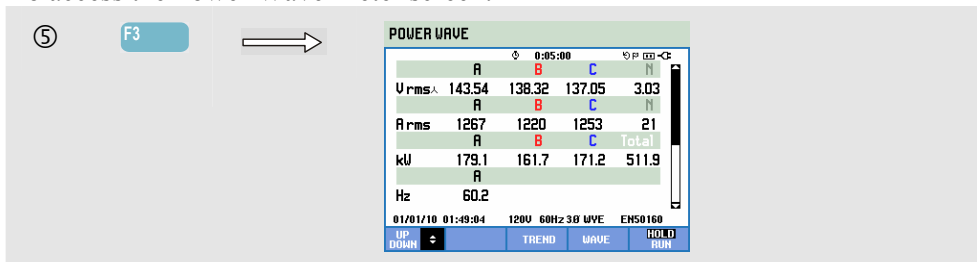 ⑤ F3
POWER WAVE
0:05:00
A B C N
V rms⅄ 143.54 138.32 137.05 3.03
A B C N
A rms 1267 1220 1253 21
A B C Total
kW 179.1 161.7 171.2 511.9
A
Hz 60.2
01/01/10 01:49:04 120V 60Hz 3Ø WYE EN50160
UP DOWN TREND WAVE HOLD RUN